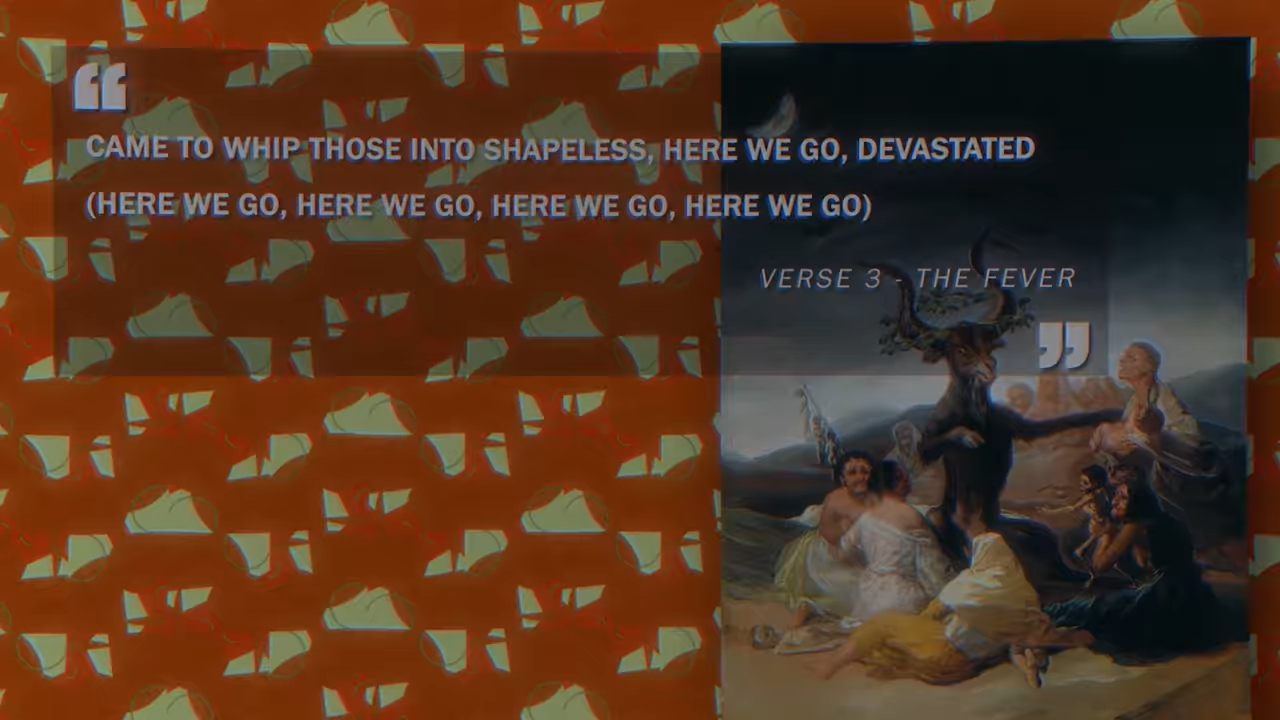 “
CAME TO WHIP THOSE INTO SHAPELESS, HERE WE GO, DEVASTATED
(HERE WE GO, HERE WE GO, HERE WE GO, HERE WE GO)
VERSE 3 - THE FEVER
”